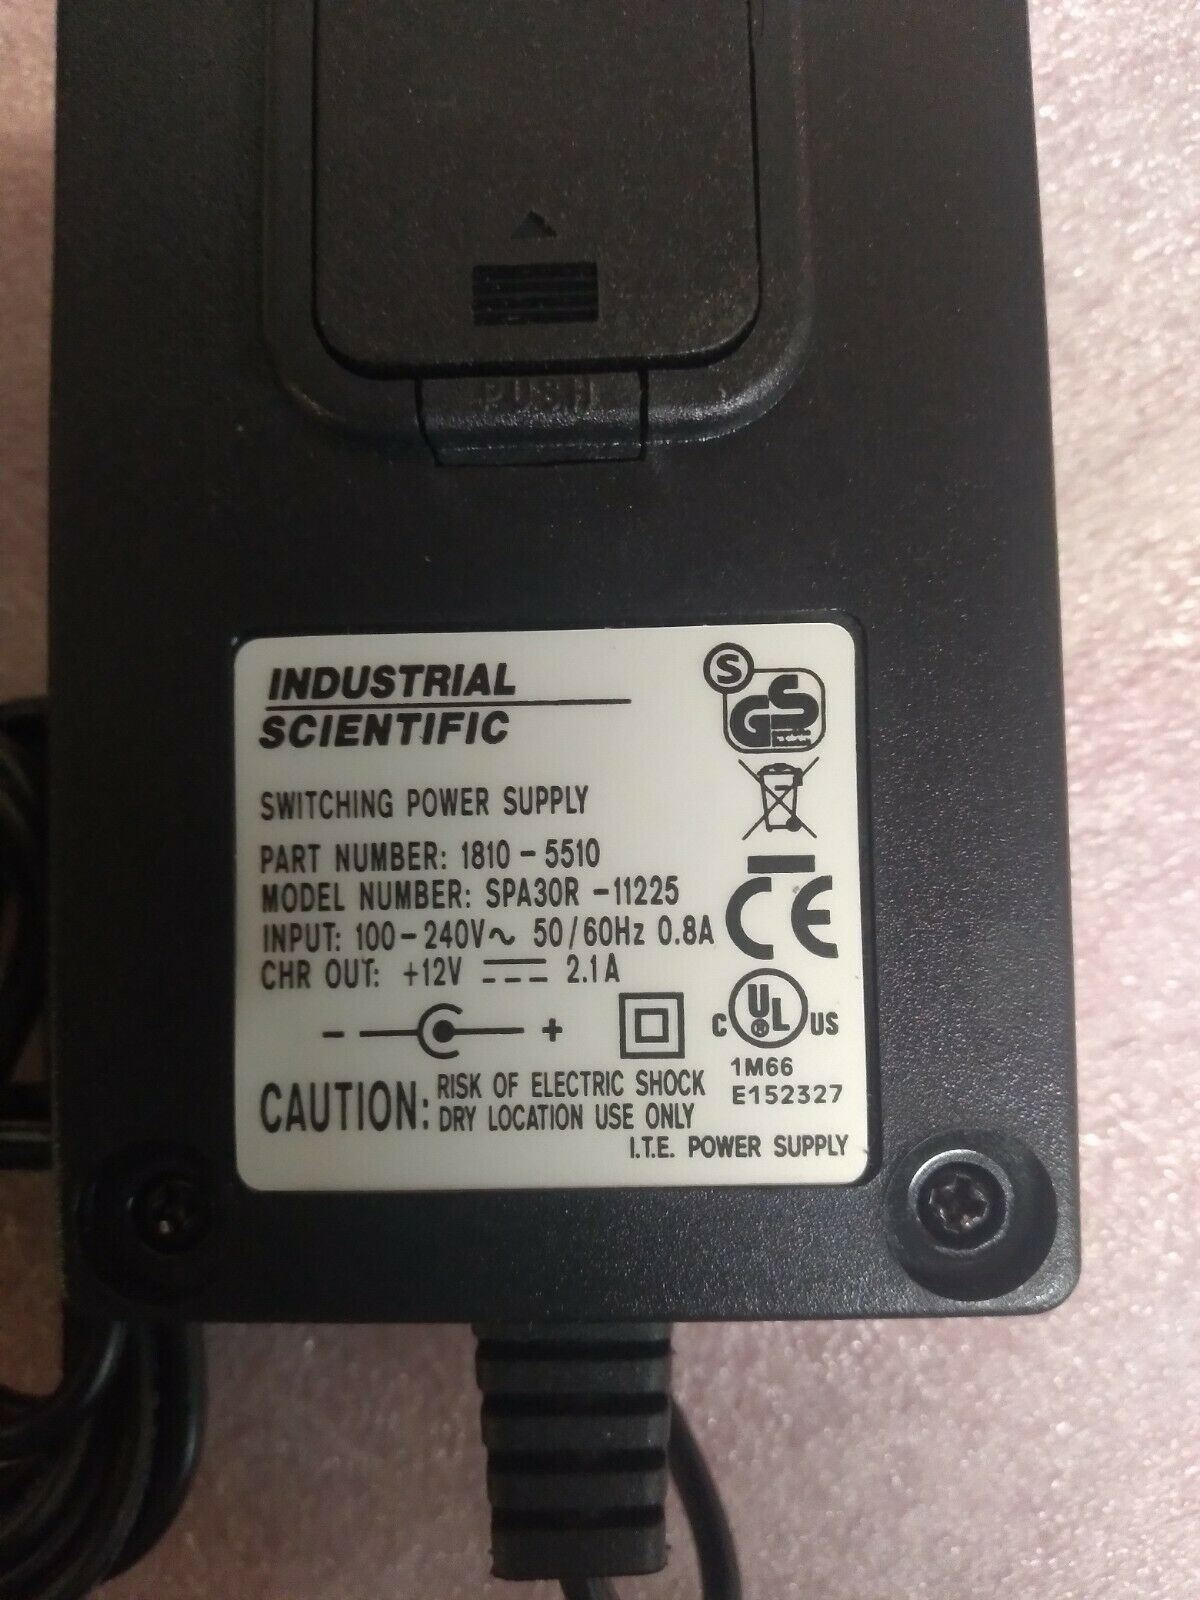 PUSH
INDUSTRIAL
SCIENTIFIC
S
GS
SWITCHING POWER SUPPLY
PART NUMBER: 1810-5510
MODEL NUMBER: SPA30R -11225
INPUT: 100-240V~ 50/60Hz 0.8A
CHR OUT: +12V ⎓ 2.1A
CE
- +
C UL® US
1M66
E152327
CAUTION: RISK OF ELECTRIC SHOCK
DRY LOCATION USE ONLY
I.T.E. POWER SUPPLY